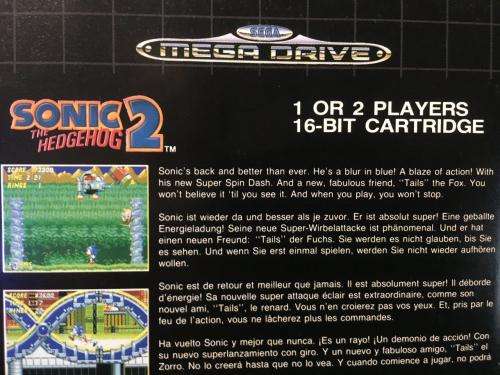 SEGA
MEGA DRIVE
SONIC
THE
HEDGEHOG 2
TM
1 OR 2 PLAYERS
16-BIT CARTRIDGE
Sonic's back and better than ever. He's a blur in blue! A blaze of action! With
his new Super Spin Dash. And a new, fabulous friend, "Tails" the Fox. You
won't believe it 'til you see it. And when you play, you won't stop.
Sonic ist wieder da und besser als je zuvor. Er ist absolut super! Eine geballte
Energieladung! Seine neue Super-Wirbelattacke ist phänomenal. Und er hat
einen neuen Freund: "Tails" der Fuchs. Sie werden es nicht glauben, bis Sie
es sehen. Und wenn Sie erst einmal spielen, werden Sie nicht wieder aufhören
wollen.
Sonic est de retour et meilleur que jamais. Il est absolument super! Il déborde
d'énergie! Sa nouvelle super attaque éclair est extraordinaire, comme son
nouvel ami, "Tails", le renard. Vous n'en croirez pas vos yeux. Et, pris par le
feu de l'action, vous ne lâcherez plus les commandes.
Ha vuelto Sonic y mejor que nunca. ¡Es un rayo! ¡Un demonio de acción! Con
su nuevo superlanzamiento con giro. Y un nuevo y fabuloso amigo, "Tails" el
Zorro. No lo creerá hasta que no lo vea. Y cuando comience a jugar, no podrá
SCORE
TIME
RINGS
SCORE
TIME